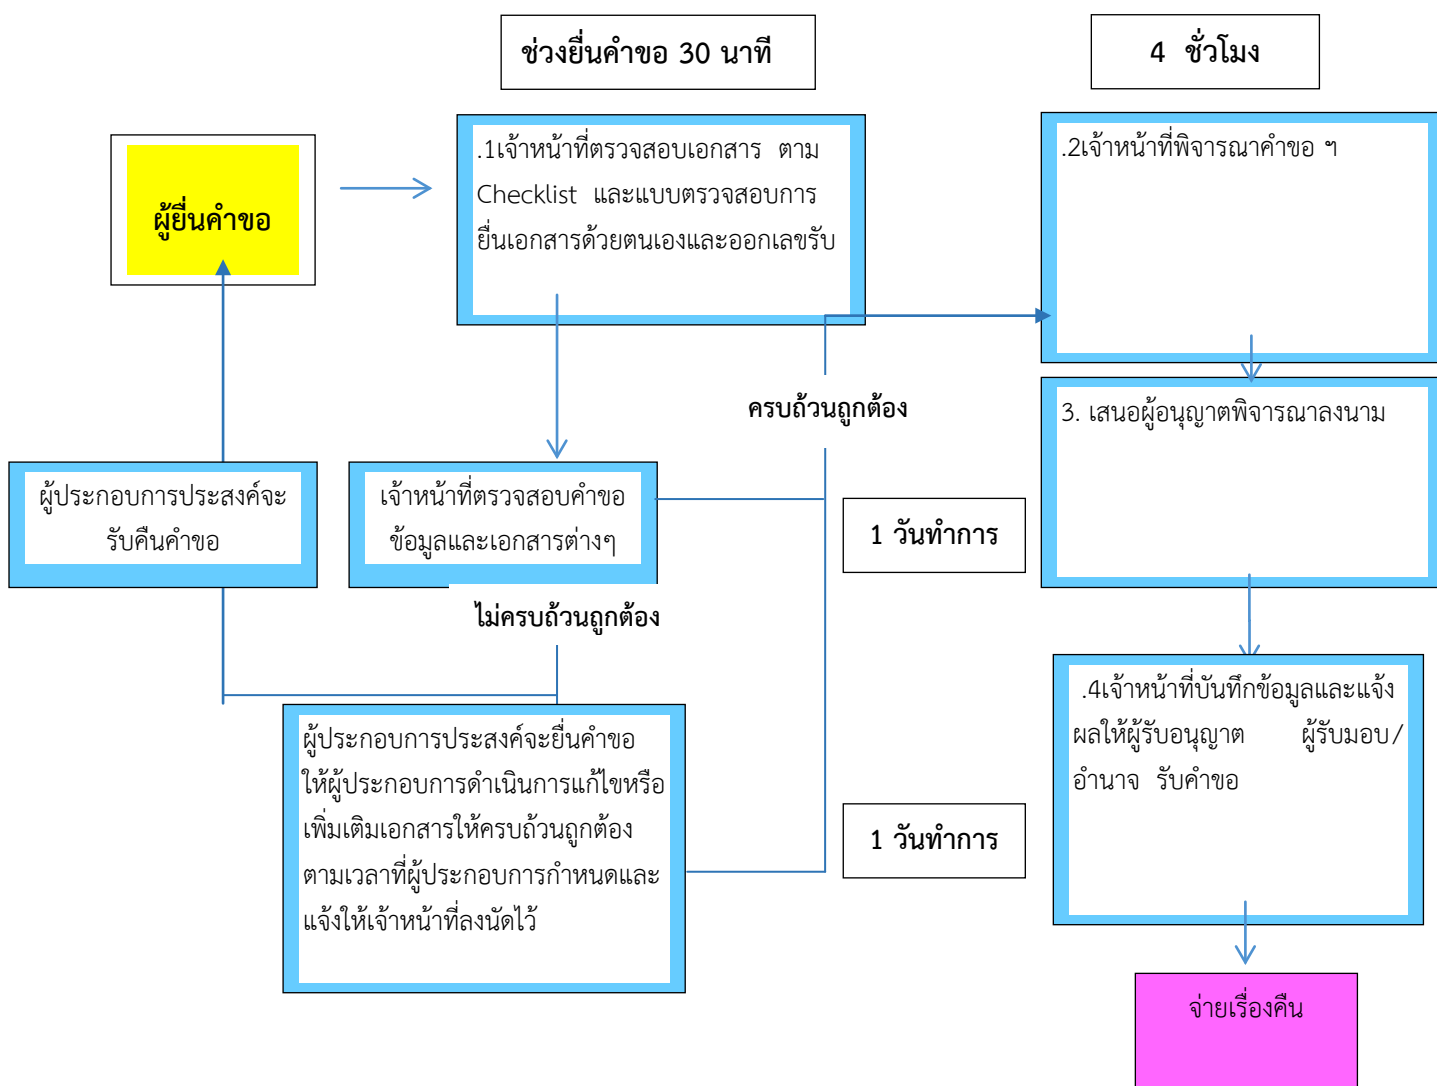 ช่วงยื่นคำขอ 30 นาที
4 ชั่วโมง
ผู้ยื่นคำขอ
.1เจ้าหน้าที่ตรวจสอบเอกสาร ตาม
Checklist และแบบตรวจสอบการ
ยื่นเอกสารด้วยตนเองและออกเลขรับ
.2เจ้าหน้าที่พิจารณาคำขอ ฯ
ครบถ้วนถูกต้อง
3. เสนอผู้อนุญาตพิจารณาลงนาม
ผู้ประกอบการประสงค์จะ
รับคืนคำขอ
เจ้าหน้าที่ตรวจสอบคำขอ
ข้อมูลและเอกสารต่างๆ
1 วันทำการ
ไม่ครบถ้วนถูกต้อง
.4เจ้าหน้าที่บันทึกข้อมูลและแจ้ง
ผลให้ผู้รับอนุญาต ผู้รับมอบ/
อำนาจ รับคำขอ
ผู้ประกอบการประสงค์จะยื่นคำขอ
ให้ผู้ประกอบการดำเนินการแก้ไขหรือ
เพิ่มเติมเอกสารให้ครบถ้วนถูกต้อง
ตามเวลาที่ผู้ประกอบการกำหนดและ
แจ้งให้เจ้าหน้าที่ลงนัดไว้
1 วันทำการ
จ่ายเรื่องคืน